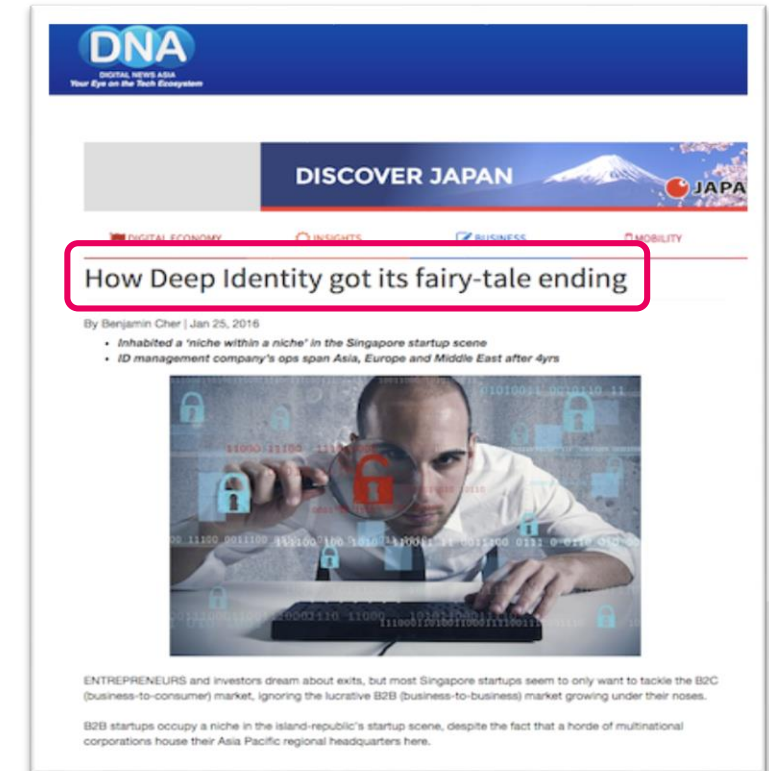 DNA
DIGITAL NEWS ASIA
Your Eye on the Tech Ecosystem
DISCOVER JAPAN
JAPA
DIGITAL ECONOMY
INSIGHTS
BUSINESS
MOBILITY
How Deep Identity got its fairy-tale ending
By Benjamin Cher | Jan 25, 2016
• Inhabited a ‘niche within a niche’ in the Singapore startup scene
• ID management company’s ops span Asia, Europe and Middle East after 4yrs
ENTREPRENEURS and investors dream about exits, but most Singapore startups seem to only want to tackle the B2C
(business-to-consumer) market, ignoring the lucrative B2B (business-to-business) market growing under their noses.
B2B startups occupy a niche in the island-republic’s startup scene, despite the fact that a horde of multinational
corporations house their Asia Pacific regional headquarters here.